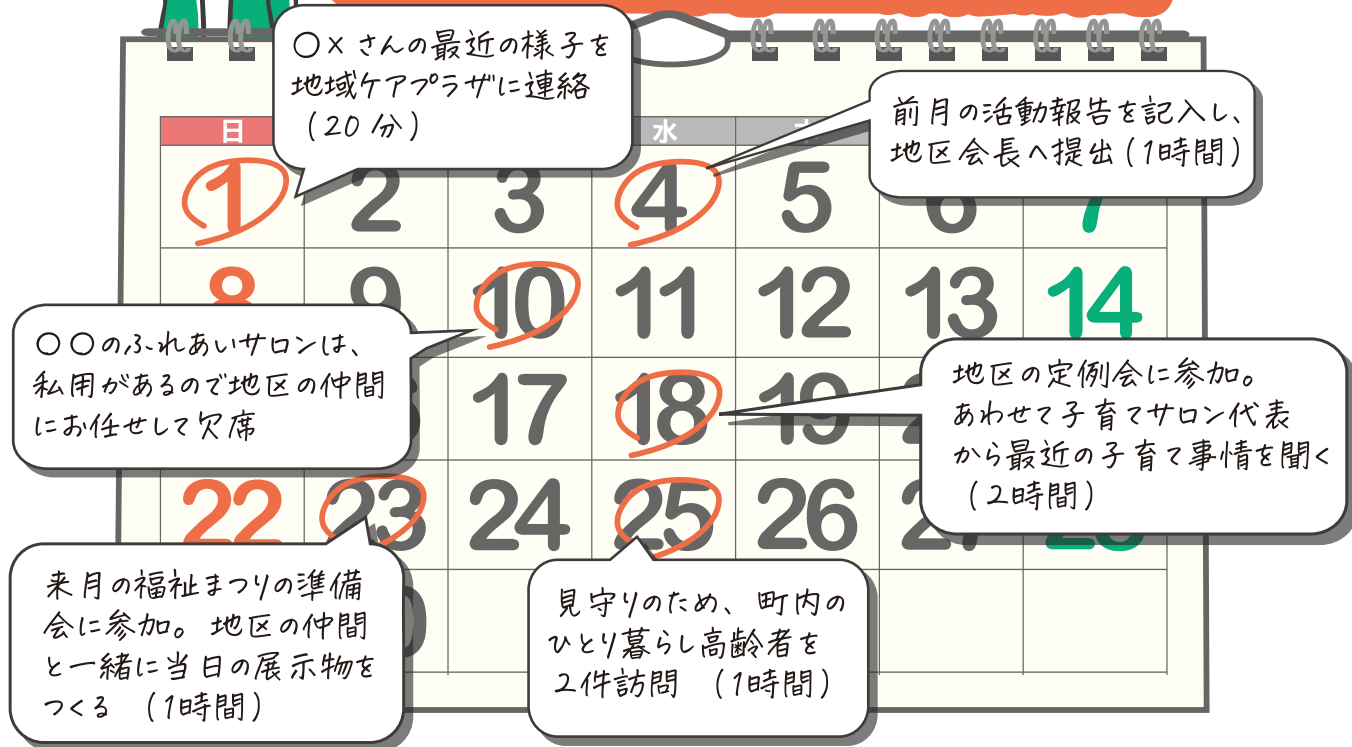 ○×さんの最近の様子を
地域ケアプラザに連絡
(20分)
前月の活動報告を記入し、
地区会長へ提出(1時間)
日 水
1 2 3 4 5 6 7
8 9 10 11 12 13 14
○○のふれあいサロンは、
私用があるので地区の仲間
にお任せして欠席
17 18 19
地区の定例会に参加。
あわせて子育てサロン代表
から最近の子育て事情を聞く
(2時間)
22 23 24 25 26
来月の福祉まつりの準備
会に参加。地区の仲間
と一緒に当日の展示物を
つくる (1時間)
見守りのため、町内の
ひとり暮らし高齢者を
2件訪問 (1時間)